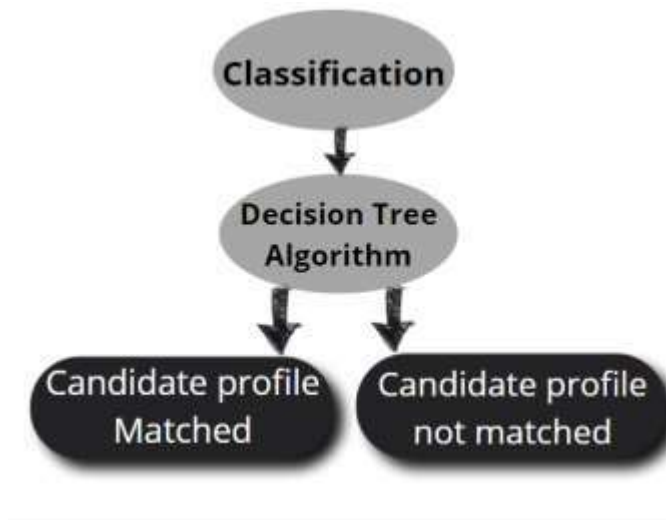 Classification
Decision Tree
Algorithm
Candidate profile
Matched
Candidate profile
not matched